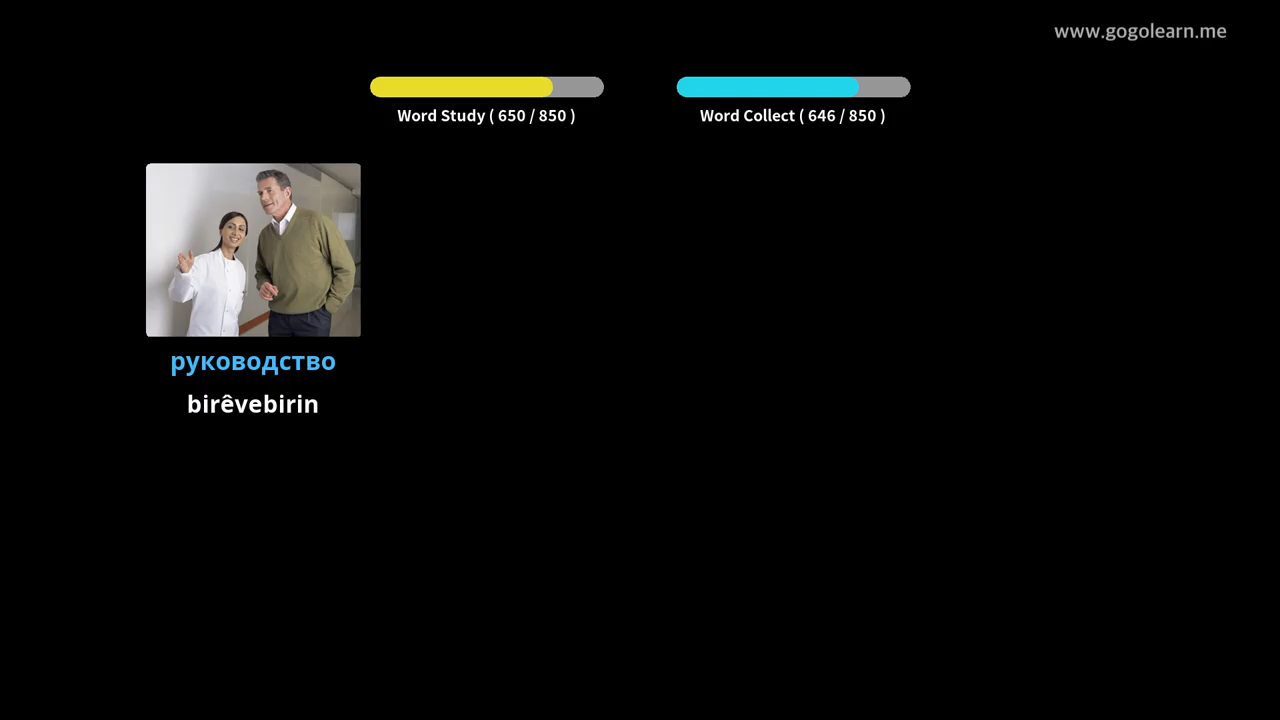 www.gogolearn.me
Word Study ( 650 / 850 )
Word Collect ( 646 / 850 )
руководство
birêvebirin